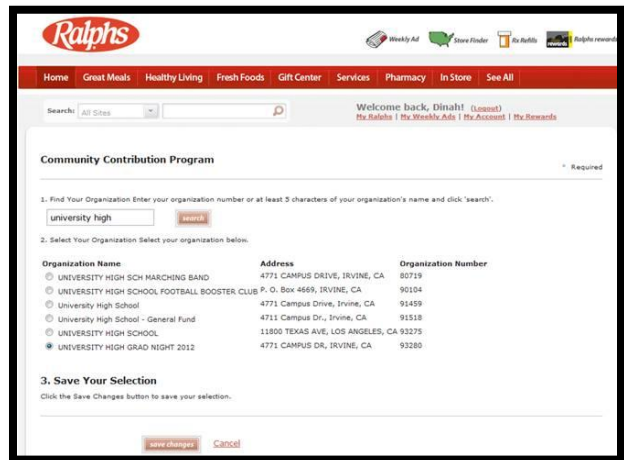 Ralphs
Weekly Ad Store Finder Rx Refills rewards Ralphs rewards
Home Great Meals Healthy Living Fresh Foods Gift Center Services Pharmacy In Store See All
Search: All Sites
Welcome back, Dinah! (Logout)
My Ralphs | My Weekly Ads | My Account | My Rewards
Community Contribution Program
* Required
1. Find Your Organization Enter your organization number or at least 3 characters of your organization's name and click 'search'.
university high search
2. Select Your Organization Select your organization below.
Organization Name Address Organization Number
UNIVERSITY HIGH SCH MARCHING BAND 4771 CAMPUS DRIVE, IRVINE, CA 80719
UNIVERSITY HIGH SCHOOL FOOTBALL BOOSTER CLUB P. O. Box 4669, IRVINE, CA 90104
University High School 4771 Campus Drive, Irvine, CA 91459
University High School - General Fund 4711 Campus Dr., Irvine, CA 91518
UNIVERSITY HIGH SCHOOL 11800 TEXAS AVE, LOS ANGELES, CA 93275
UNIVERSITY HIGH GRAD NIGHT 2012 4771 CAMPUS DR, IRVINE, CA 93280
3. Save Your Selection
Click the Save Changes button to save your selection.
save changes Cancel